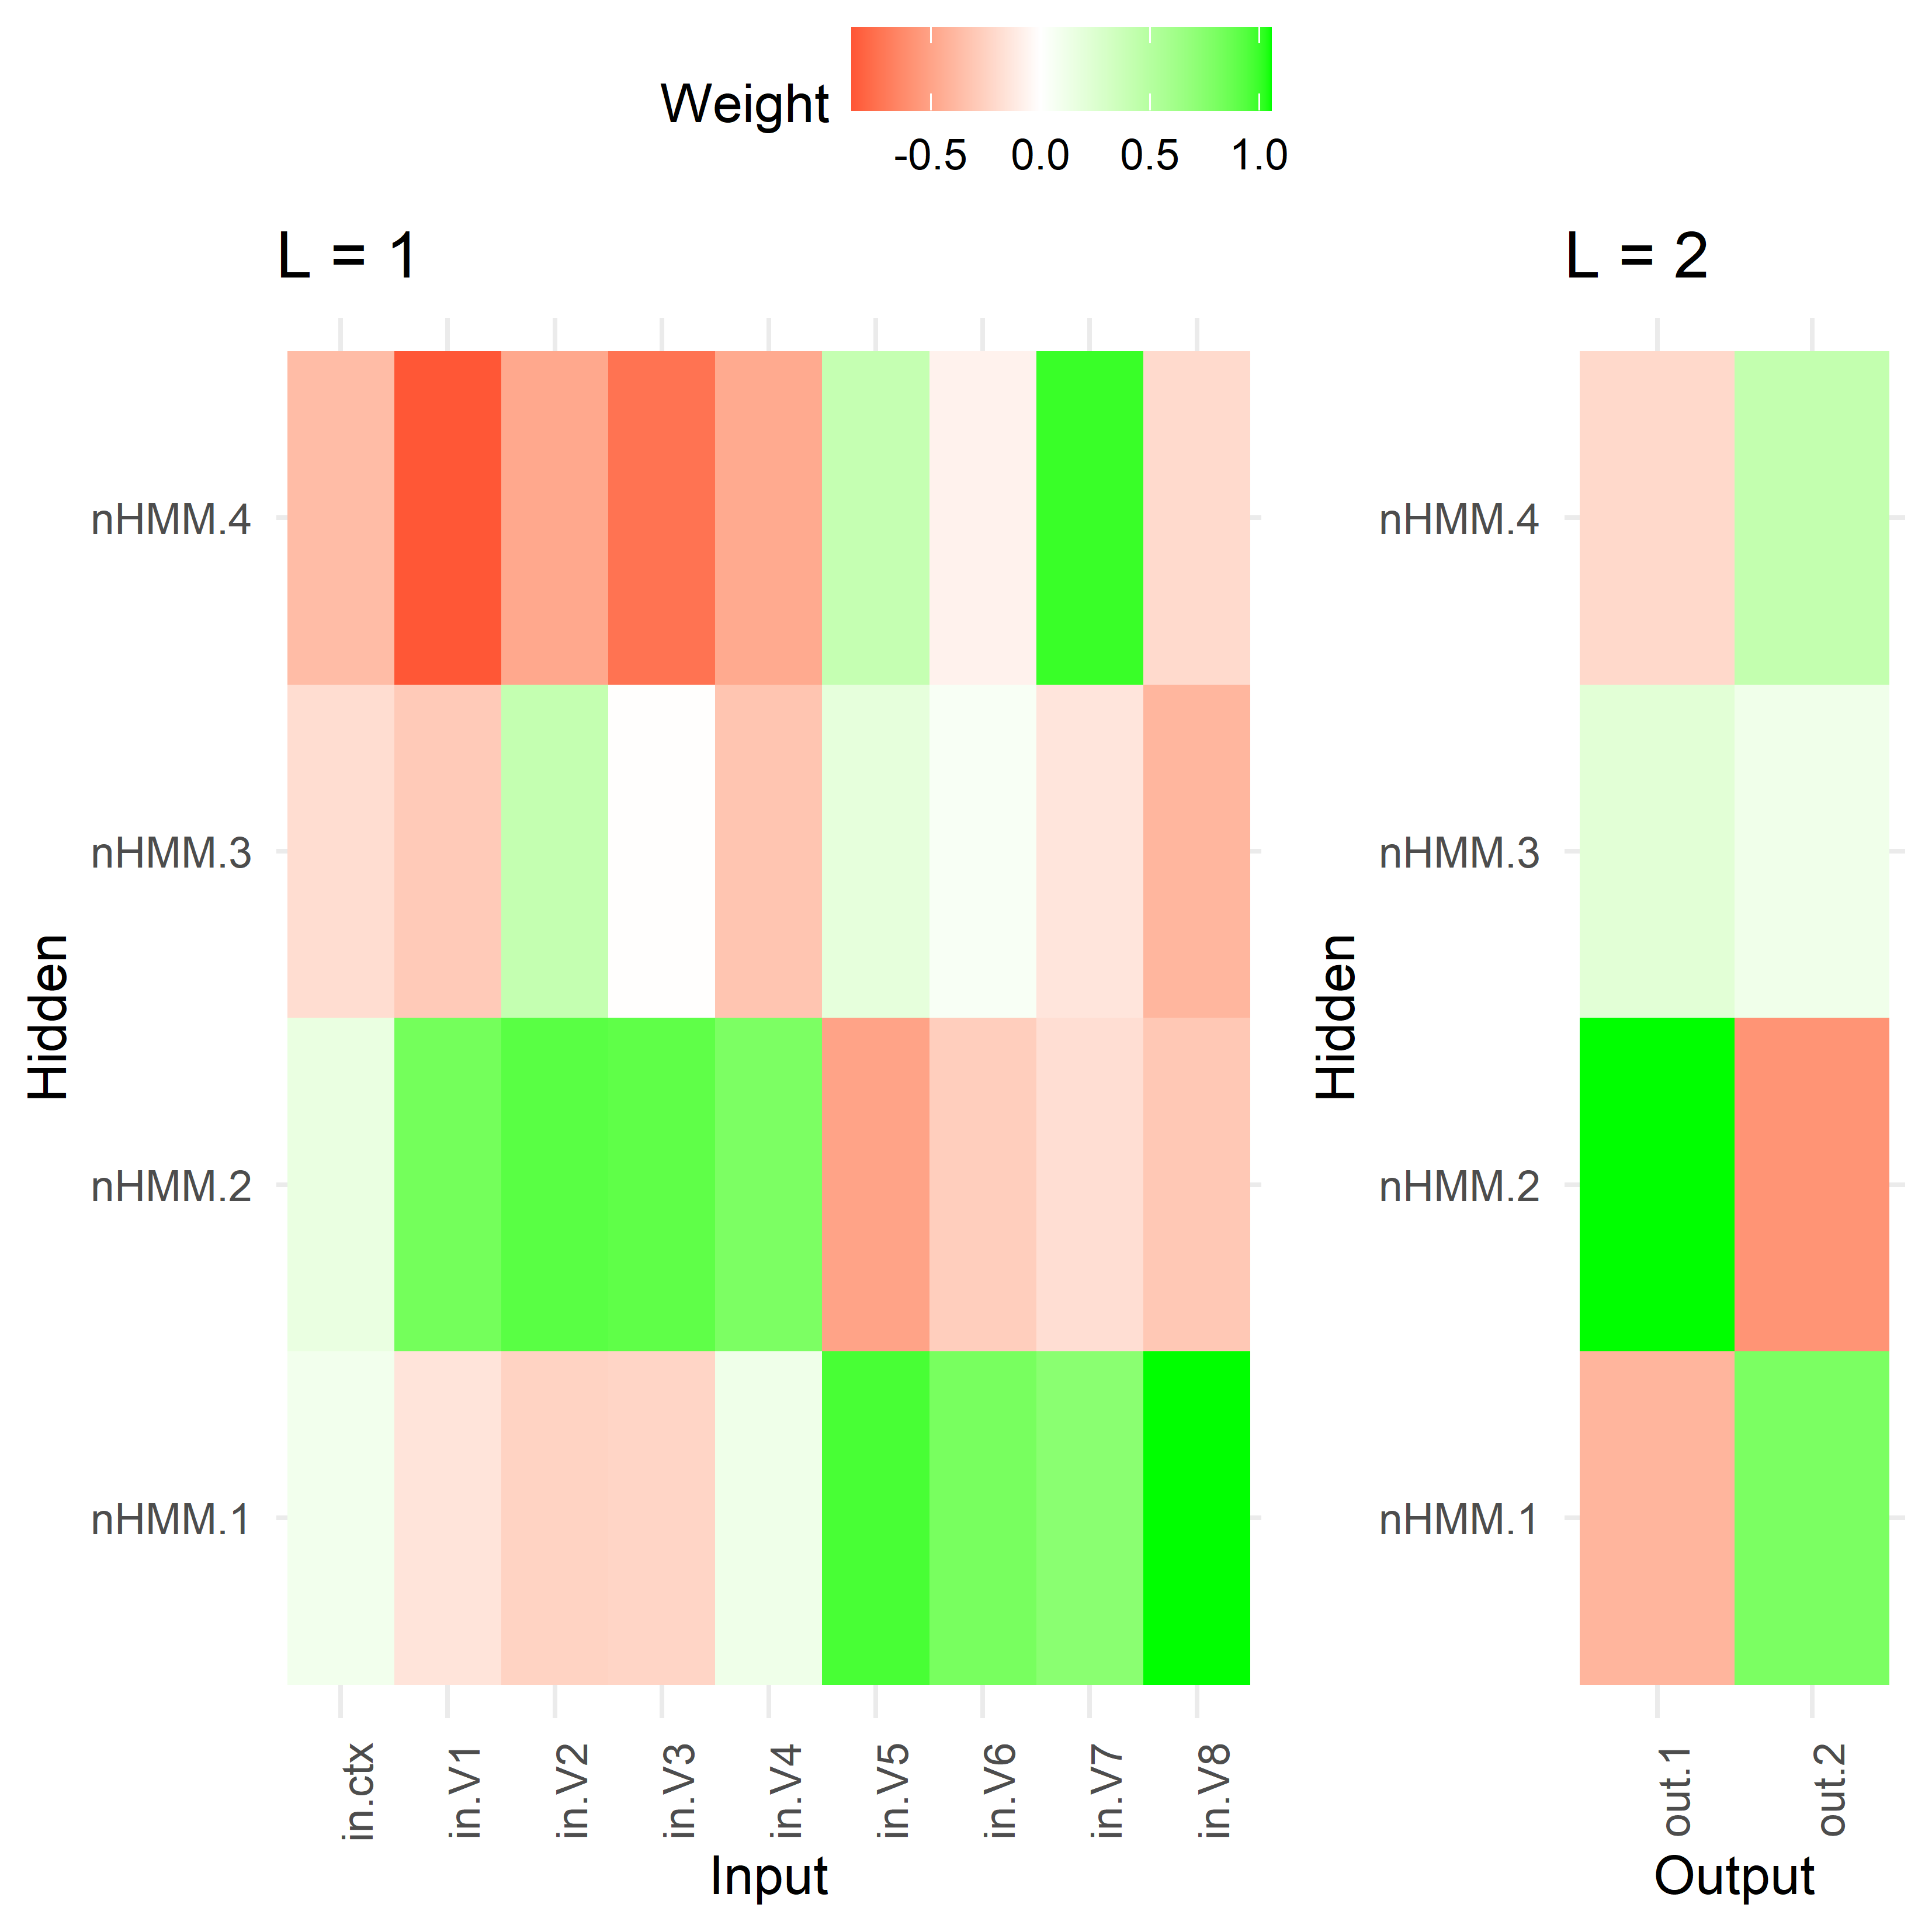 Weight
-0.5 0.0 0.5 1.0
L = 1
nHMM.4
nHMM.3
nHMM.2
nHMM.1
Hidden
in.ctx in.V1 in.V2 in.V3 in.V4 in.V5 in.V6 in.V7 in.V8
Input
L = 2
nHMM.4
nHMM.3
nHMM.2
nHMM.1
Hidden
out.1 out.2
Output